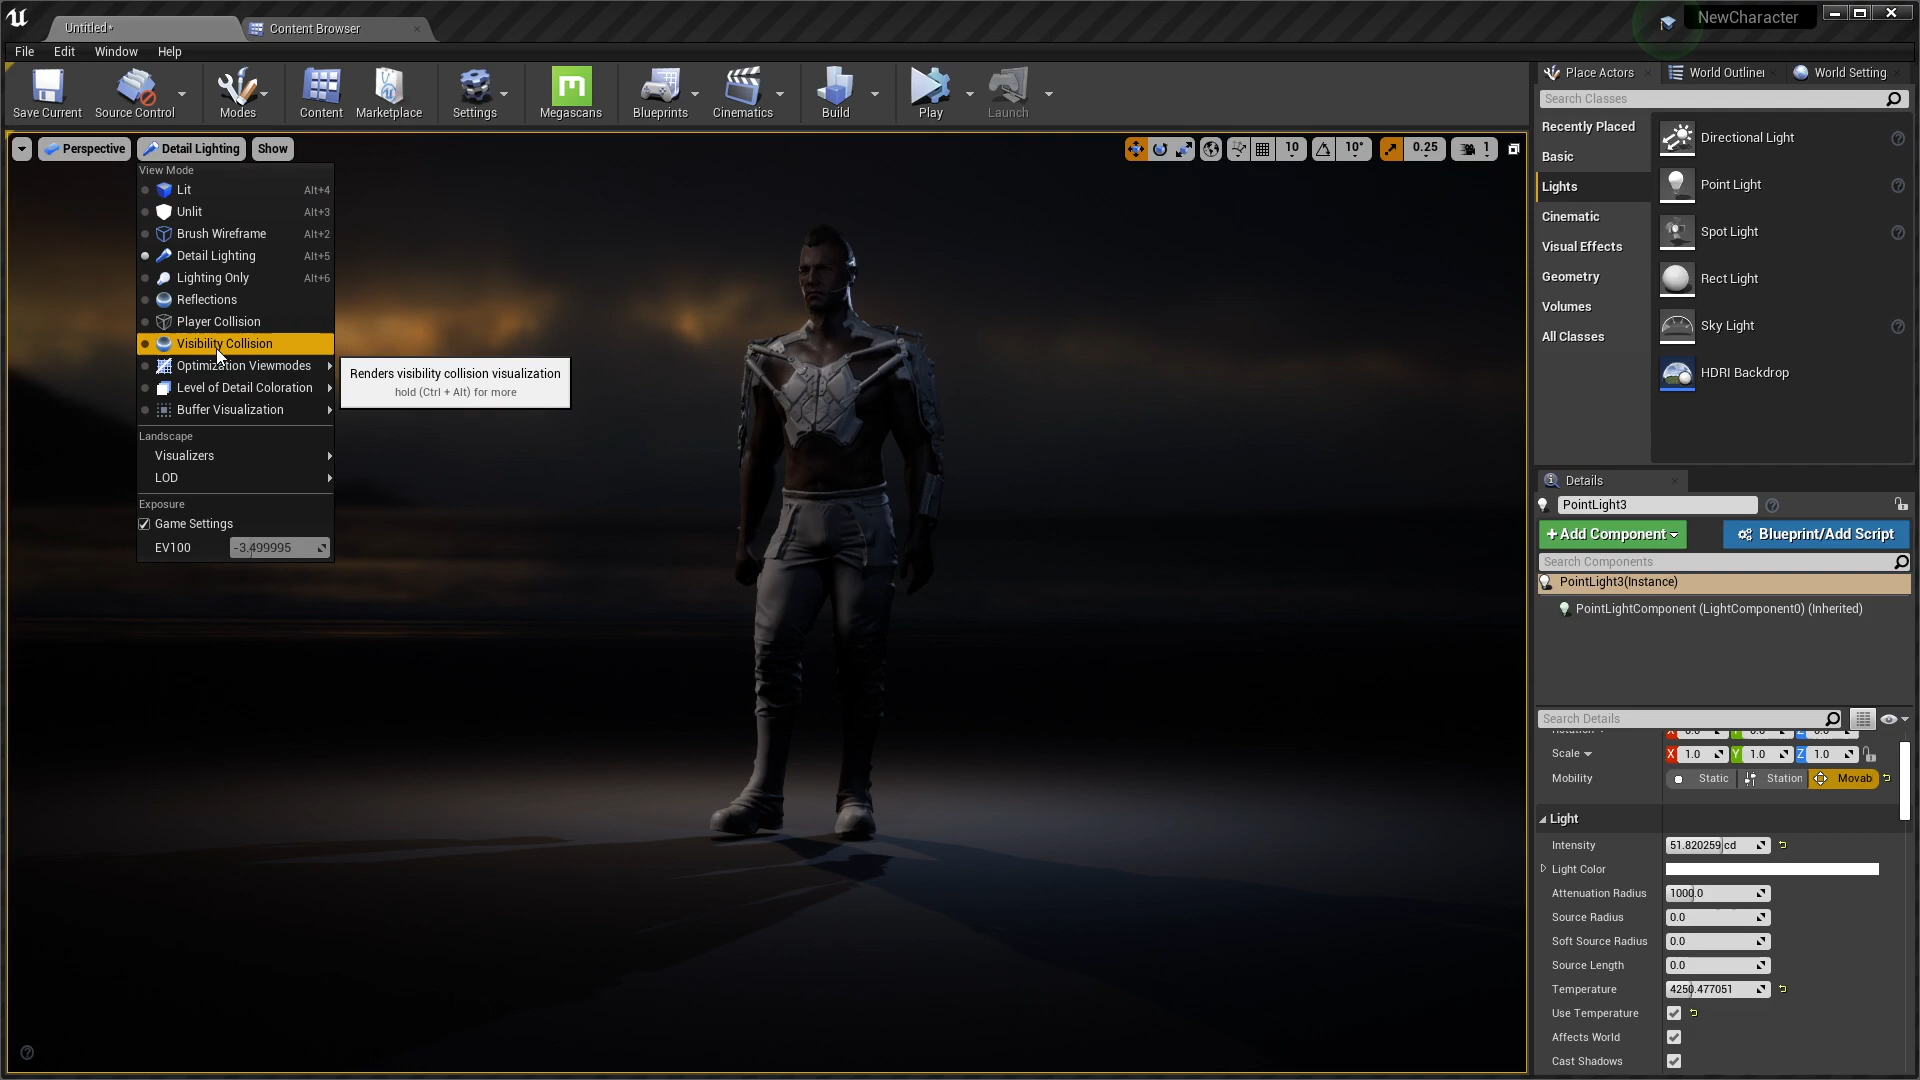 Untitled*
Content Browser
NewCharacter
File Edit Window Help
Save Current
Source Control
Modes
Content
Marketplace
Settings
Megascans
Blueprints
Cinematics
Build
Play
Launch
Perspective
Detail Lighting
Show
10
10°
0.25
1
View Mode
Lit Alt+4
Unlit Alt+3
Brush Wireframe Alt+2
Detail Lighting Alt+5
Lighting Only Alt+6
Reflections
Player Collision
Visibility Collision
Optimization Viewmodes
Level of Detail Coloration
Buffer Visualization
Landscape
Visualizers
LOD
Exposure
Game Settings
EV100 -3.499995
Renders visibility collision visualization
hold (Ctrl + Alt) for more
Place Actors
World Outliner
World Setting
Search Classes
Recently Placed
Basic
Lights
Cinematic
Visual Effects
Geometry
Volumes
All Classes
Directional Light
Point Light
Spot Light
Rect Light
Sky Light
HDRI Backdrop
Details
PointLight3
+Add Component
Blueprint/Add Script
Search Components
PointLight3(Instance)
PointLightComponent (LightComponent0) (Inherited)
Search Details
Scale X 1.0 Y 1.0 Z 1.0
Mobility Static Station Movab
Light
Intensity 51.820259 cd
Light Color
Attenuation Radius 1000.0
Source Radius 0.0
Soft Source Radius 0.0
Source Length 0.0
Temperature 4250.477051
Use Temperature
Affects World
Cast Shadows